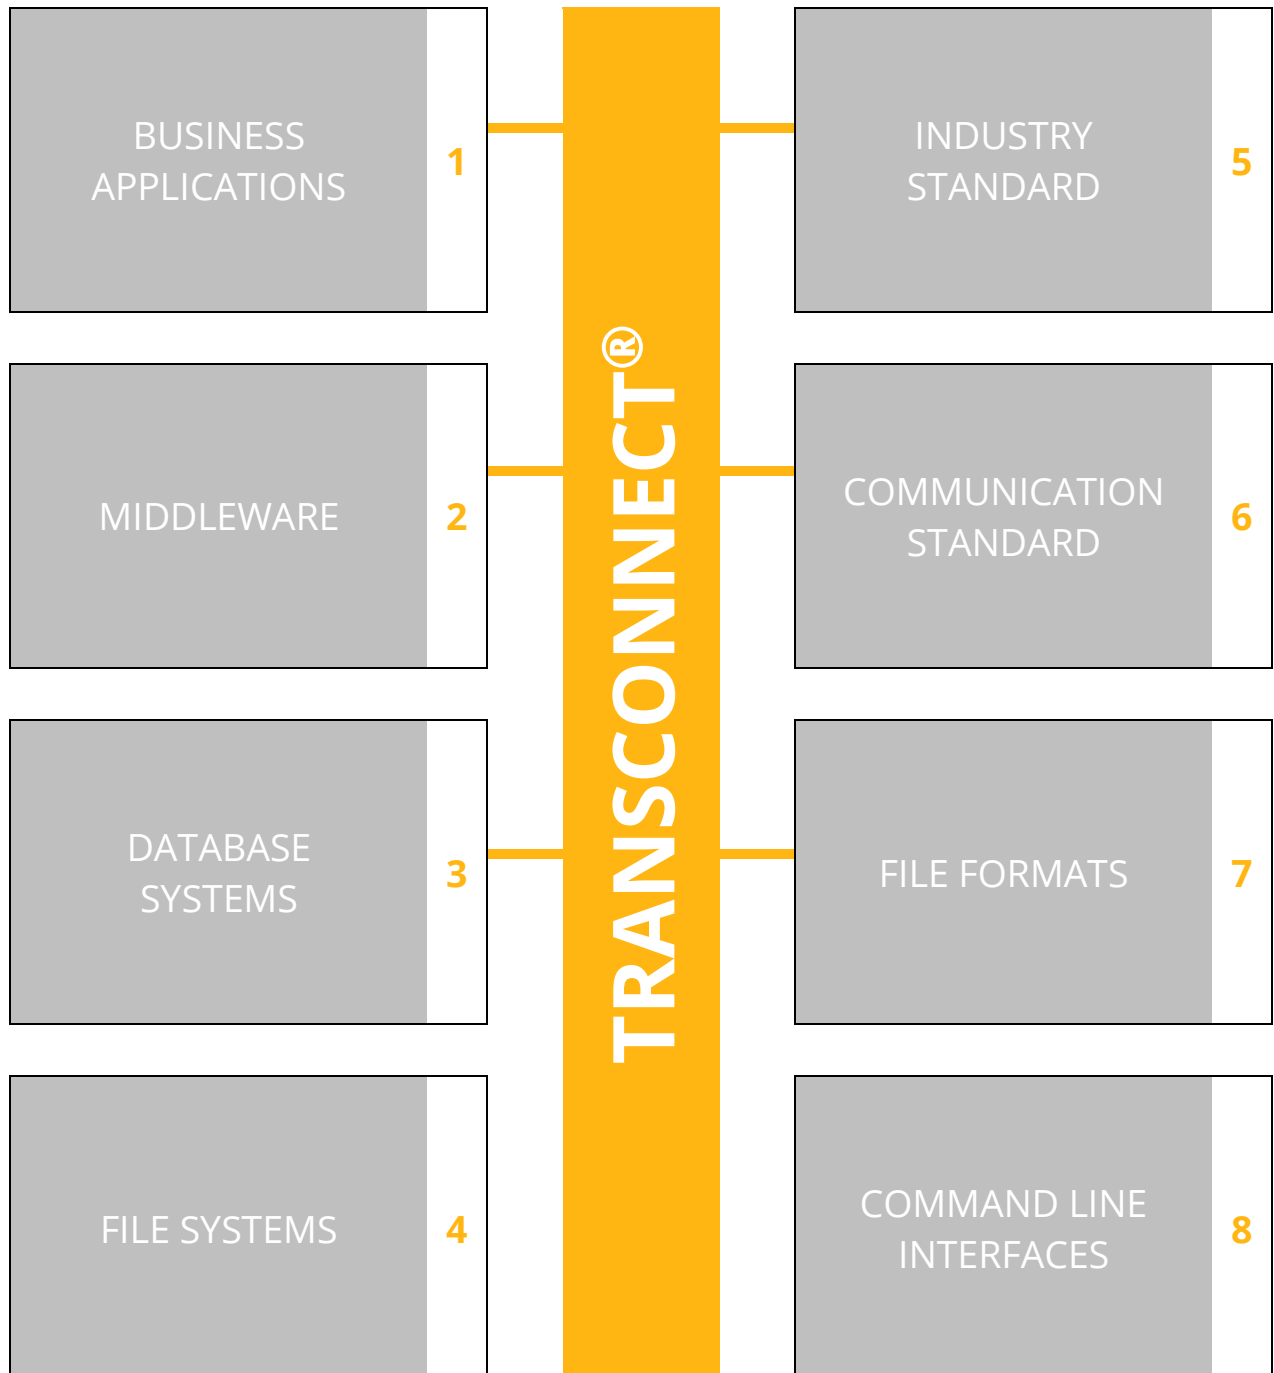 BUSINESS
APPLICATIONS
1
MIDDLEWARE
2
DATABASE
SYSTEMS
3
FILE SYSTEMS
4
TRANSCONNECT®
INDUSTRY
STANDARD
5
COMMUNICATION
STANDARD
6
FILE FORMATS
7
COMMAND LINE
INTERFACES
8